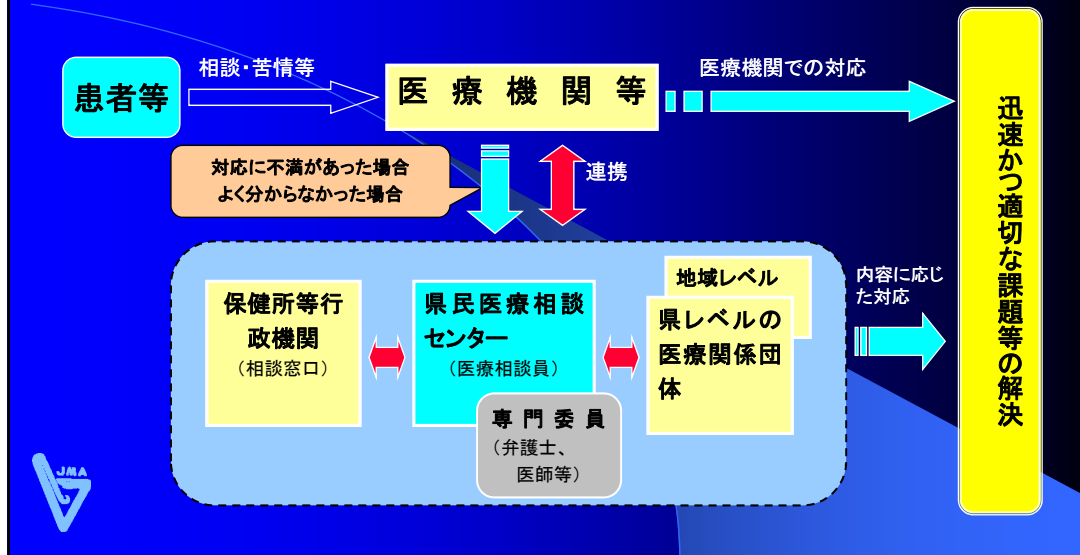 相談・苦情等
患者等
医療機関等
医療機関での対応
対応に不満があった場合
よく分からなかった場合
連携
迅速かつ適切な課題等の解決
保健所等行
政機関
（相談窓口）
県民医療相談
センター
（医療相談員）
専門委員
（弁護士、
医師等）
地域レベル
県レベルの
医療関係団
体
内容に応じ
た対応
JMA